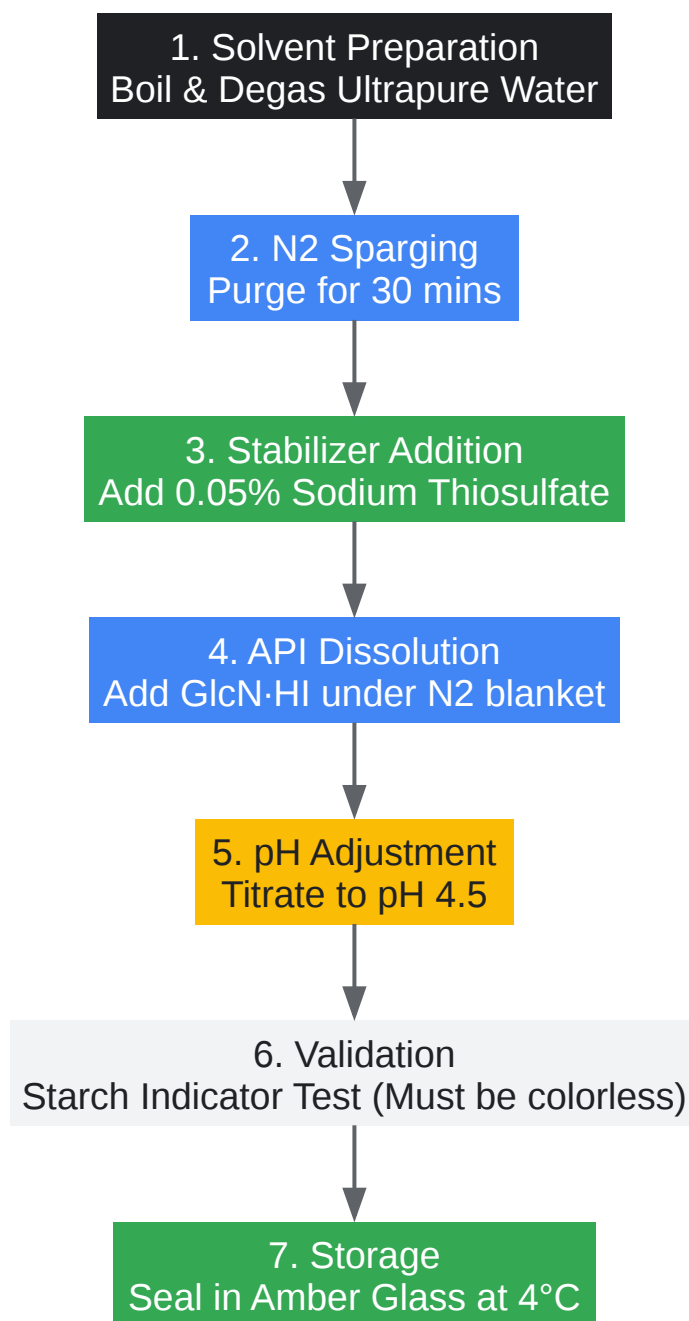 1. Solvent Preparation
Boil & Degas Ultrapure Water
2. N2 Sparging
Purge for 30 mins
3. Stabilizer Addition
Add 0.05% Sodium Thiosulfate
4. API Dissolution
Add GlcN·HI under N2 blanket
5. pH Adjustment
Titrate to pH 4.5
6. Validation
Starch Indicator Test (Must be colorless)
7. Storage
Seal in Amber Glass at 4°C